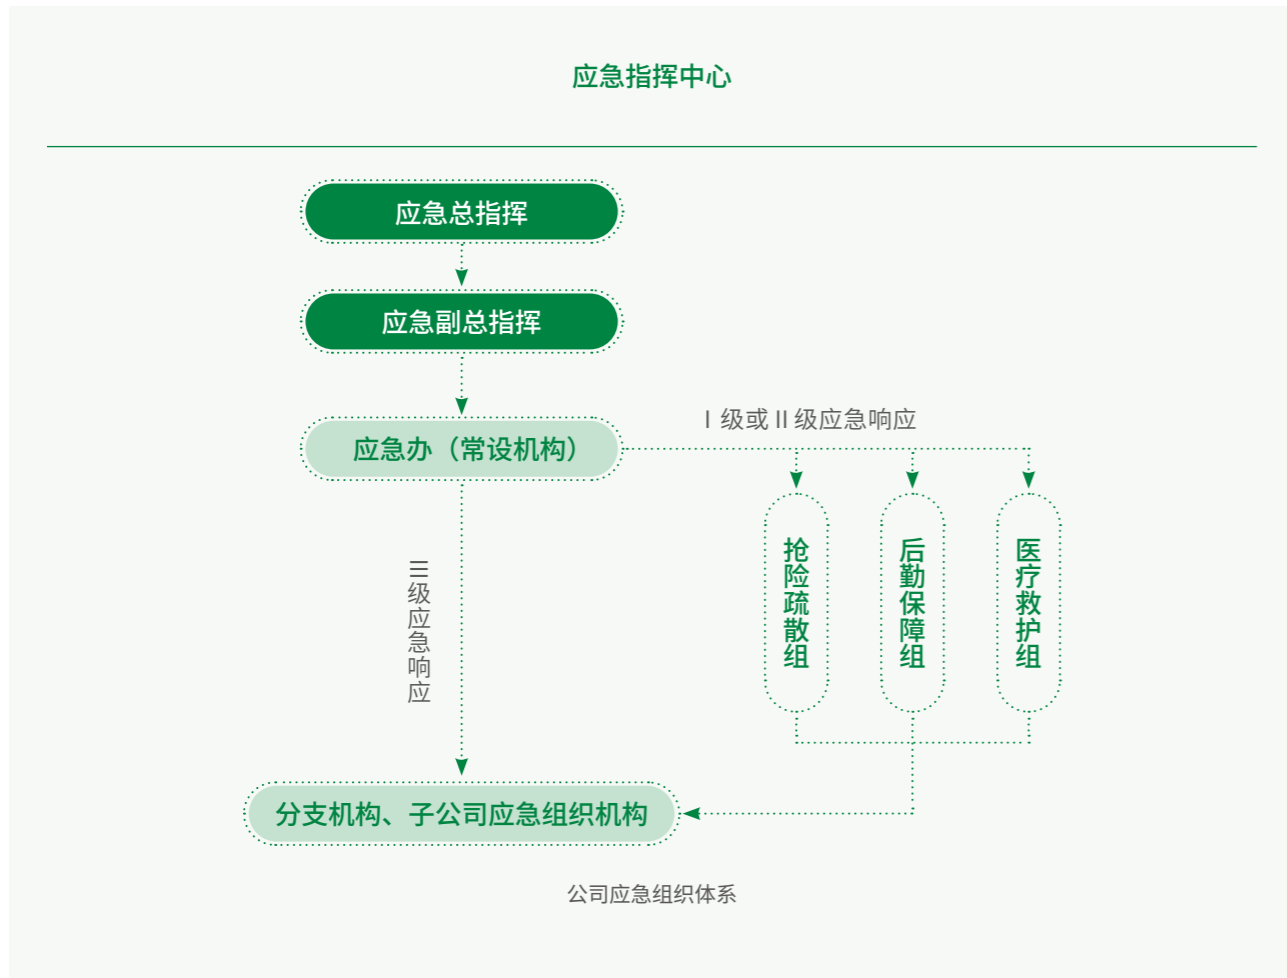 应急指挥中心
应急总指挥
应急副总指挥
应急办（常设机构）
Ⅰ级或Ⅱ级应急响应
抢险疏散组
后勤保障组
医疗救护组
Ⅲ级应急响应
分支机构、子公司应急组织机构
公司应急组织体系